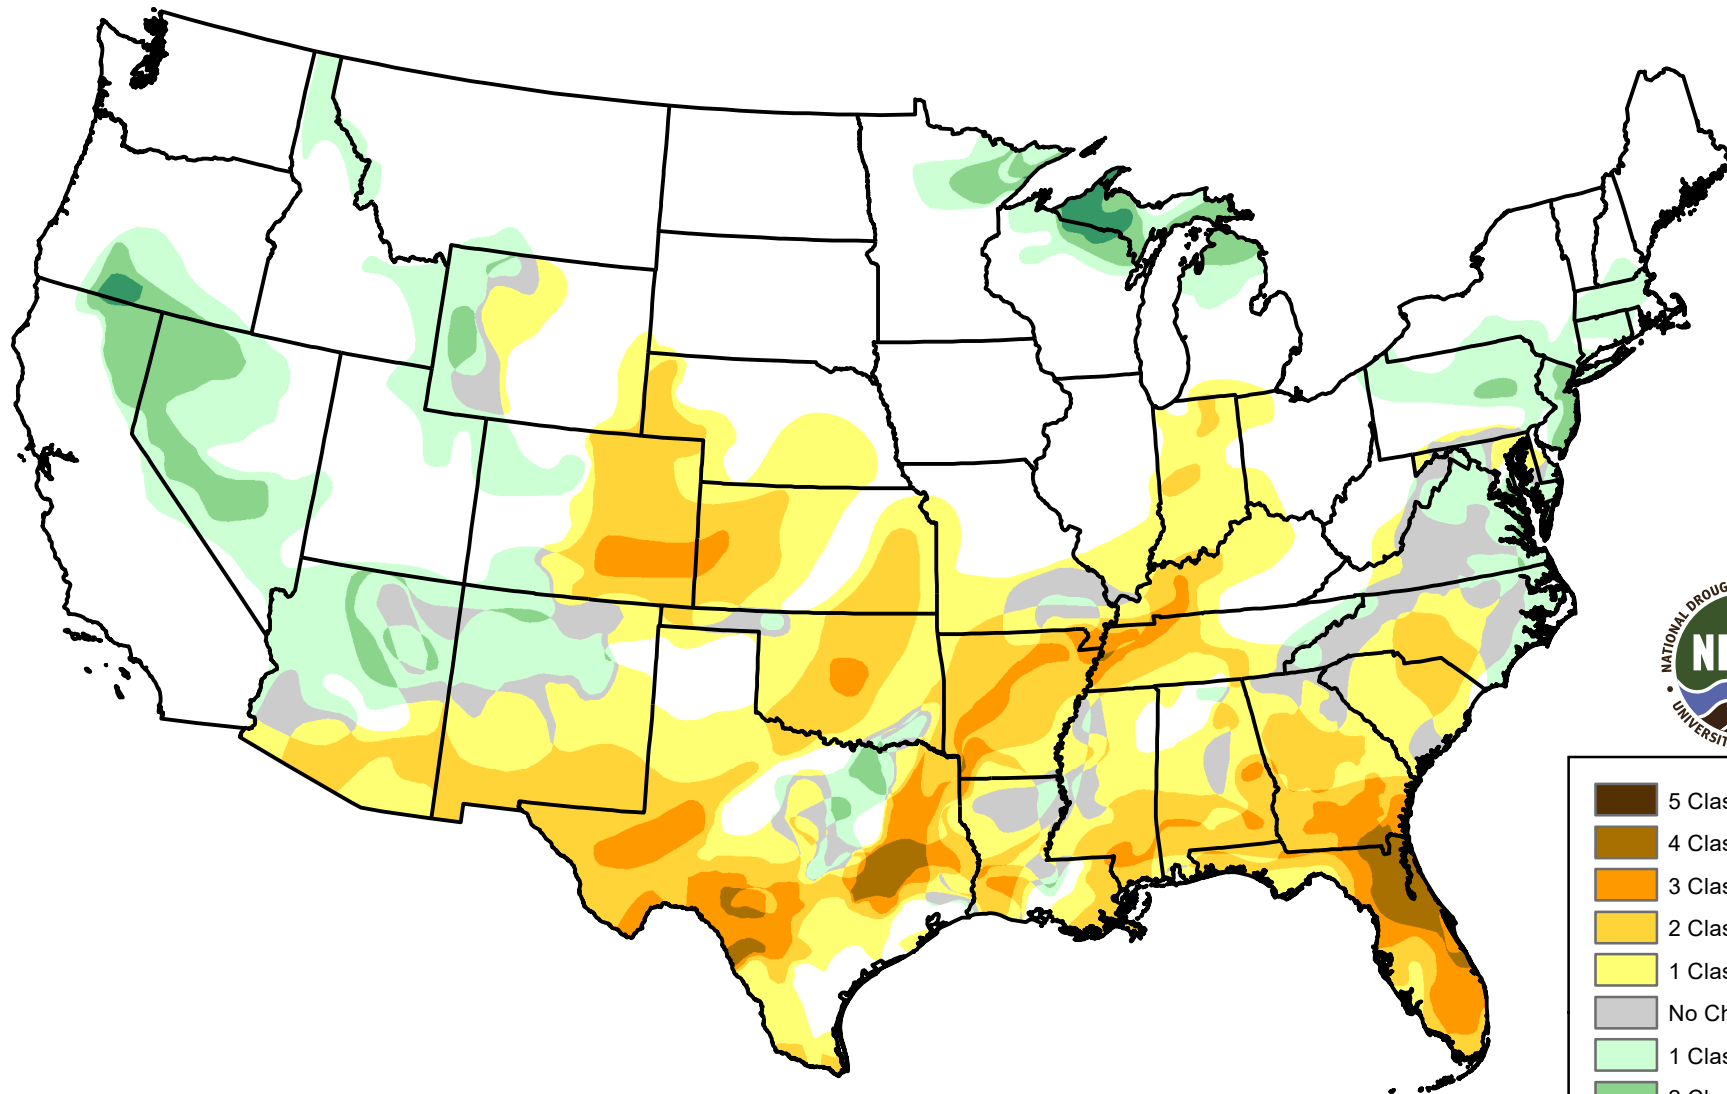 NATIONAL DROUG
N
UNIVERSIT
5 Clas
4 Clas
3 Clas
2 Clas
1 Clas
No Ch
1 Clas